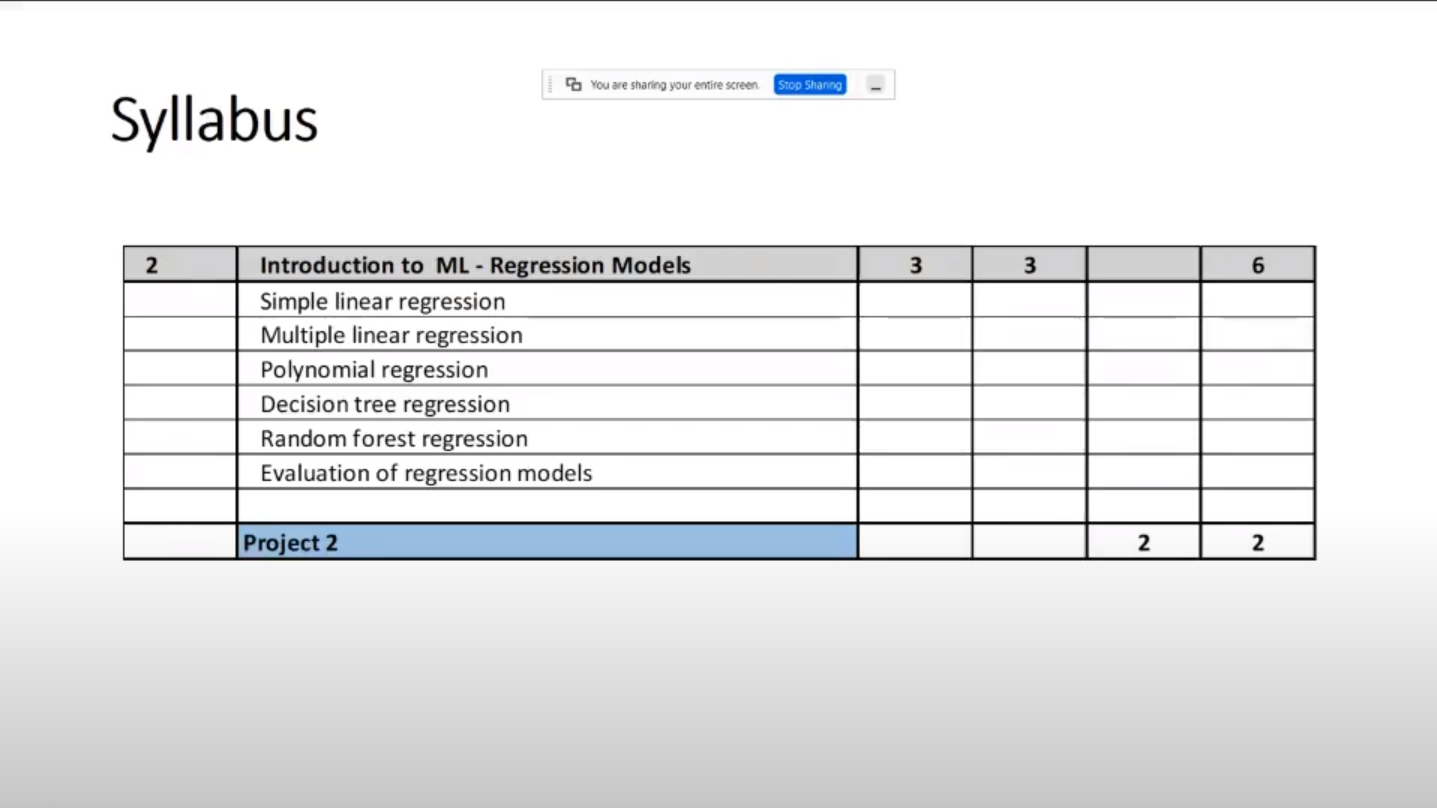 You are sharing your entire screen. Stop Sharing
Syllabus
2 Introduction to ML - Regression Models 3 3 6
Simple linear regression
Multiple linear regression
Polynomial regression
Decision tree regression
Random forest regression
Evaluation of regression models
Project 2 2 2